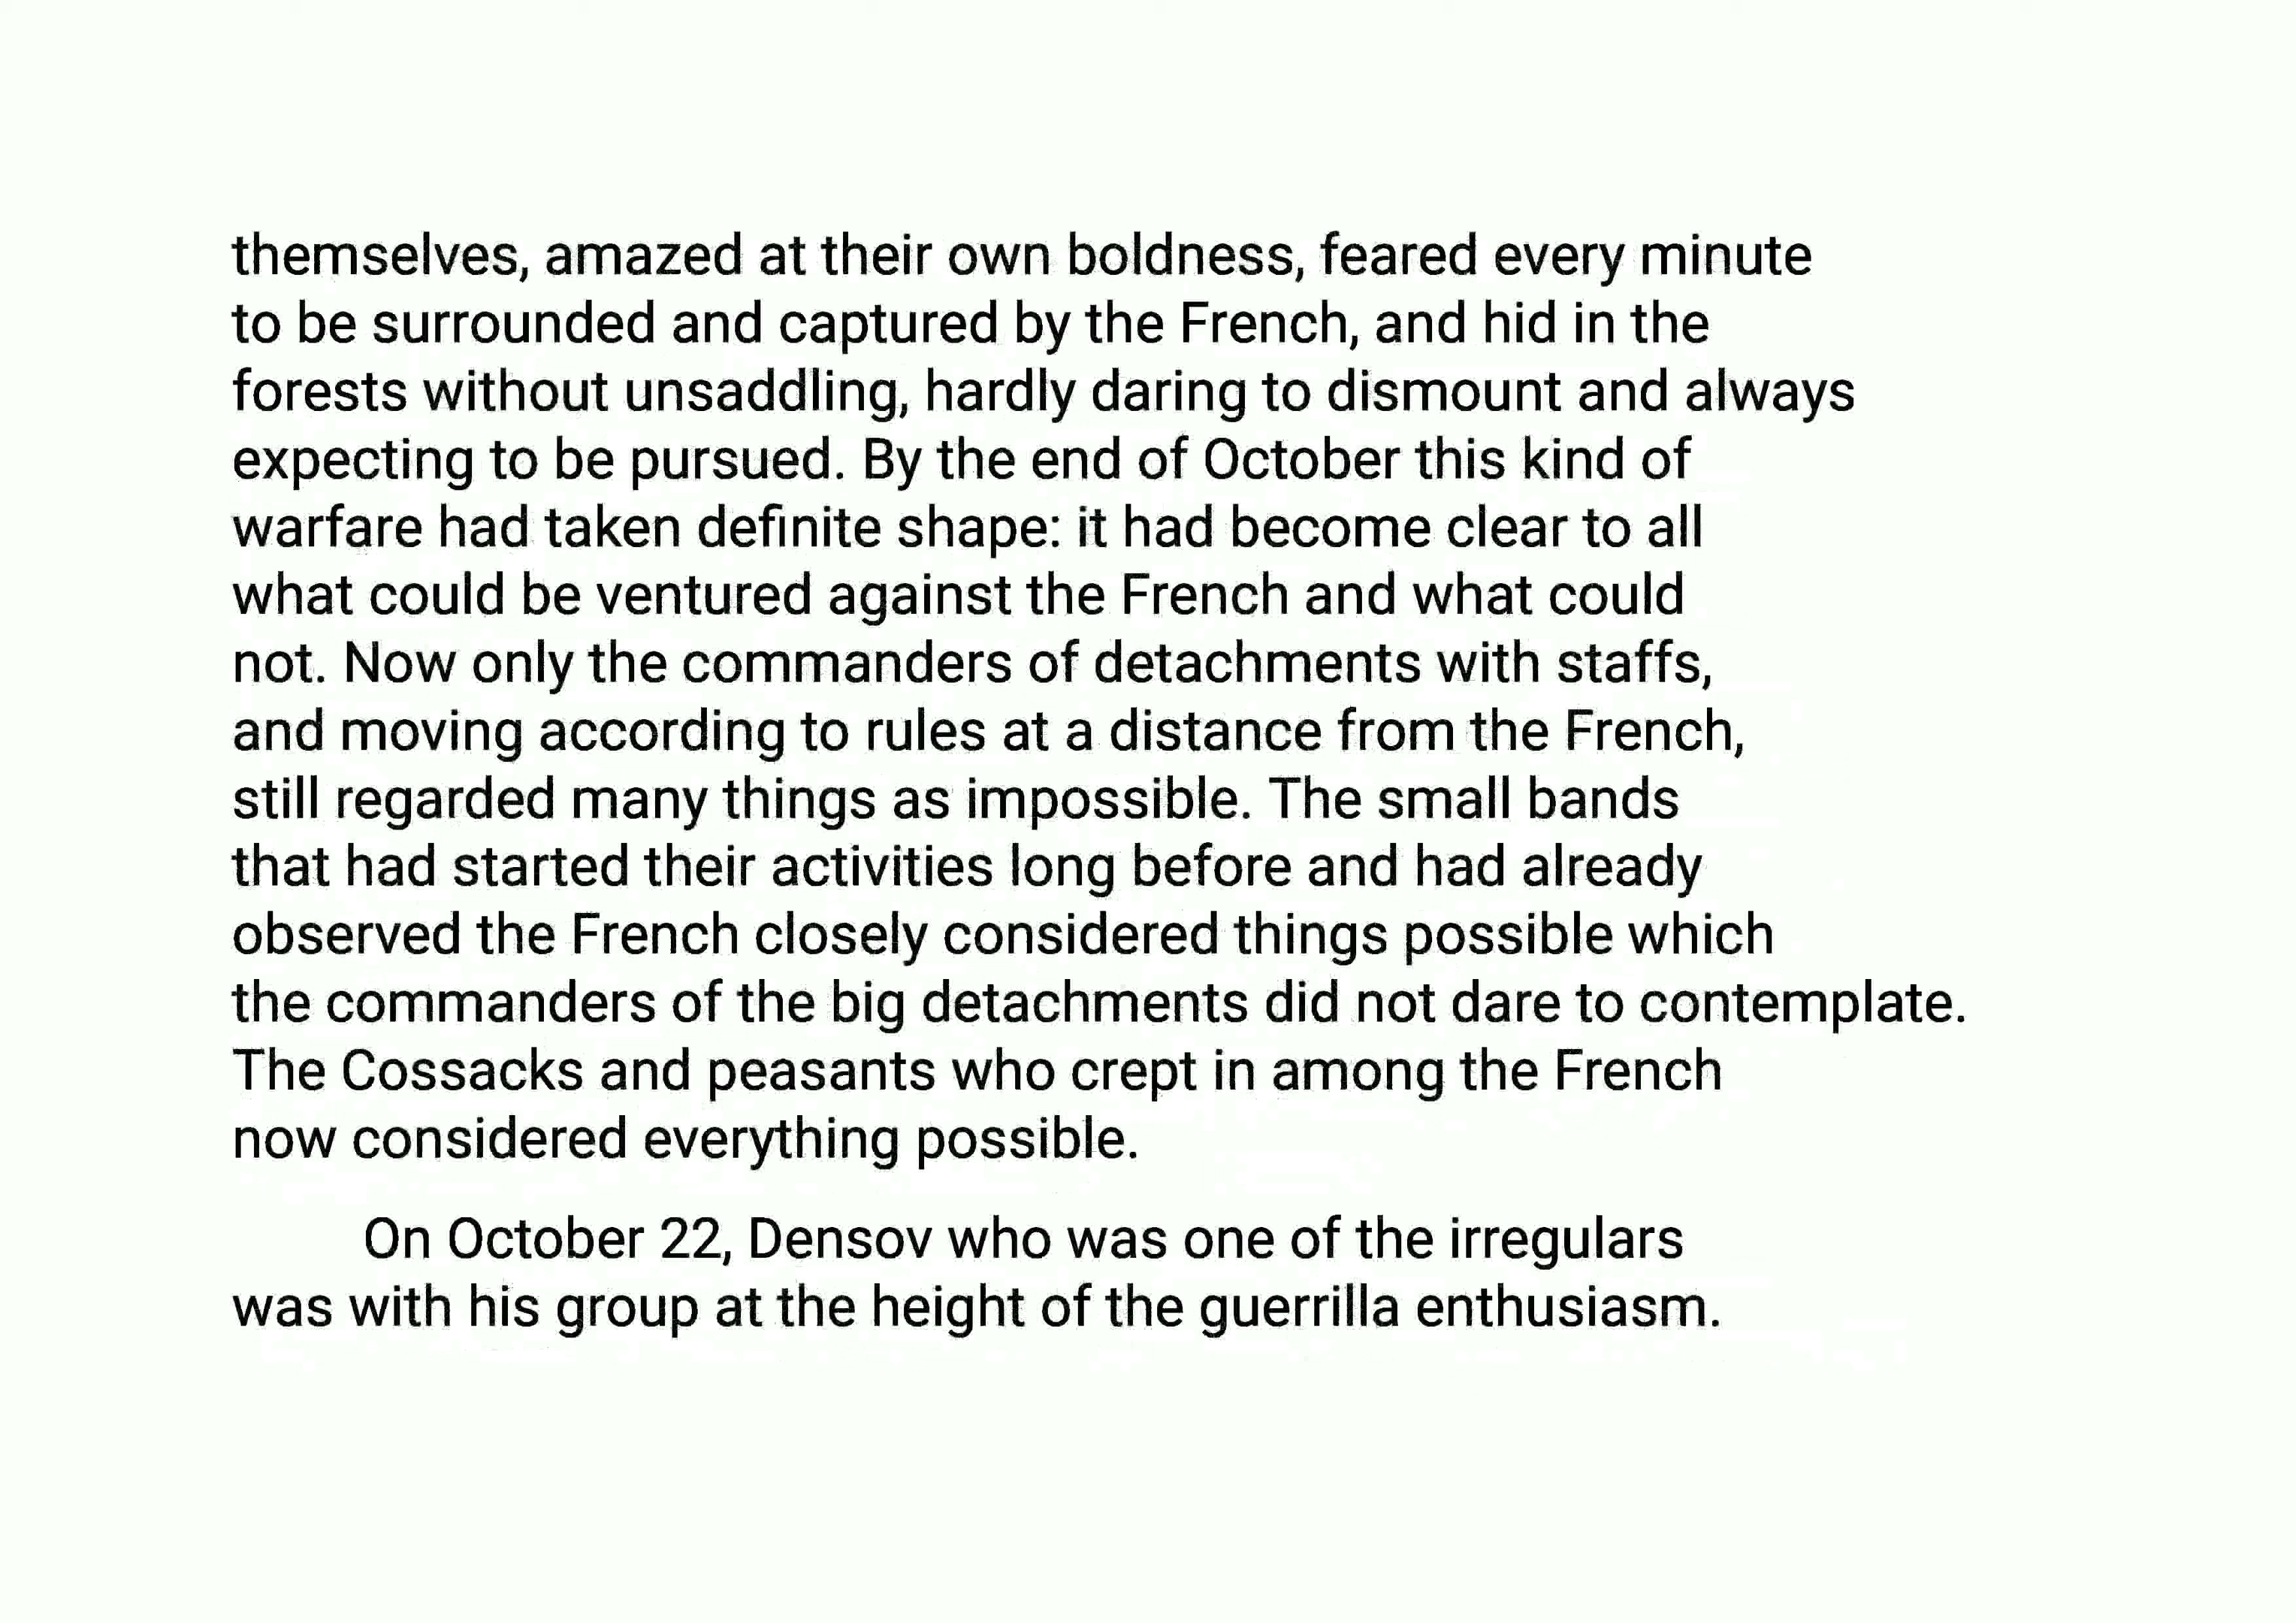 themselves, amazed at their own boldness, feared every minute
to be surrounded and captured by the French, and hid in the
forests without unsaddling, hardly daring to dismount and always
expecting to be pursued. By the end of October this kind of
warfare had taken definite shape: it had become clear to all
what could be ventured against the French and what could
not. Now only the commanders of detachments with staffs,
and moving according to rules at a distance from the French,
still regarded many things as impossible. The small bands
that had started their activities long before and had already
observed the French closely considered things possible which
the commanders of the big detachments did not dare to contemplate.
The Cossacks and peasants who crept in among the French
now considered everything possible.
On October 22, Densov who was one of the irregulars
was with his group at the height of the guerrilla enthusiasm.